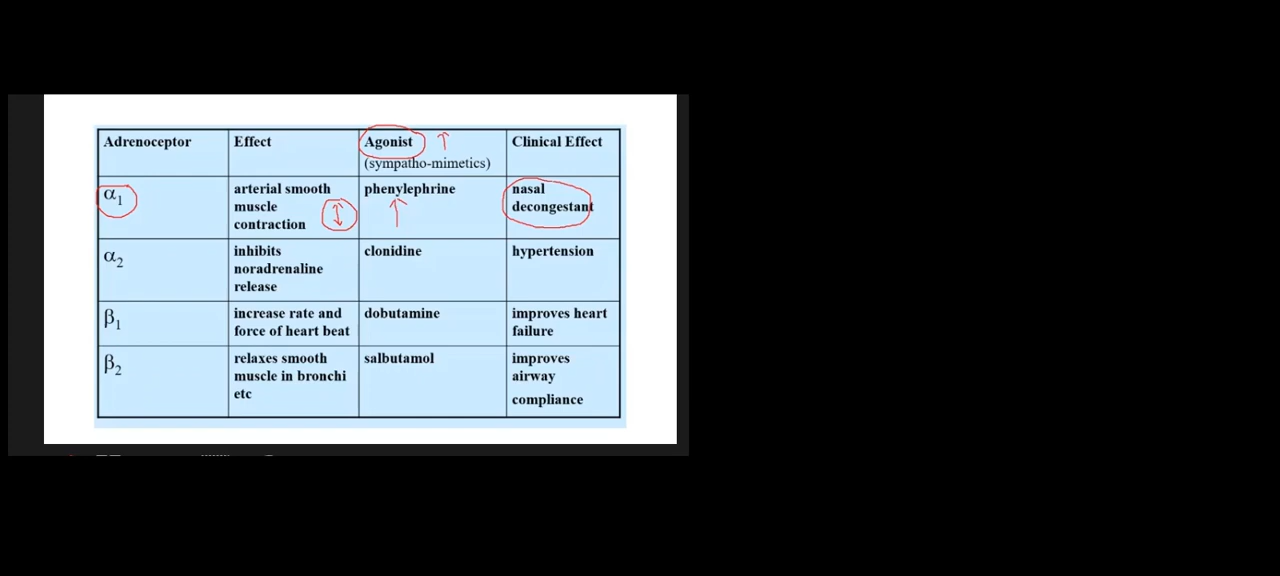 Adrenoceptor Effect Agonist Clinical Effect
(sympatho-mimetics)
α1 arterial smooth phenylephrine nasal
muscle decongestant
contraction
α2 inhibits clonidine hypertension
noradrenaline
release
β1 increase rate and dobutamine improves heart
force of heart beat failure
β2 relaxes smooth salbutamol improves
muscle in bronchi airway
etc compliance